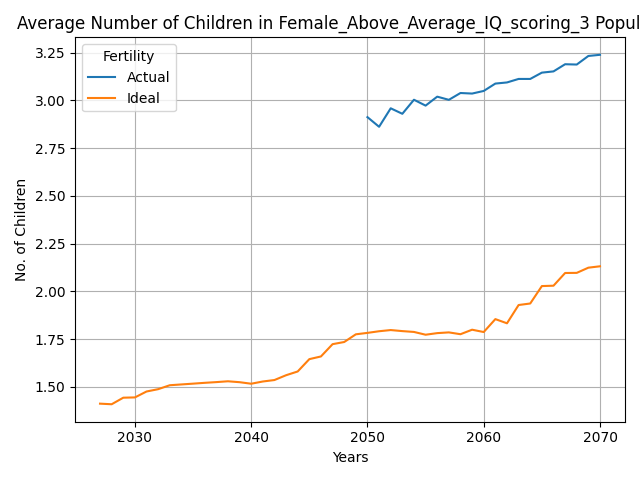 Average Number of Children in Female_Above_Average_IQ_scoring_3 Popul
Fertility
Actual
Ideal
3.25
3.00
2.75
2.50
2.25
2.00
1.75
1.50
No. of Children
2030 2040 2050 2060 2070
Years